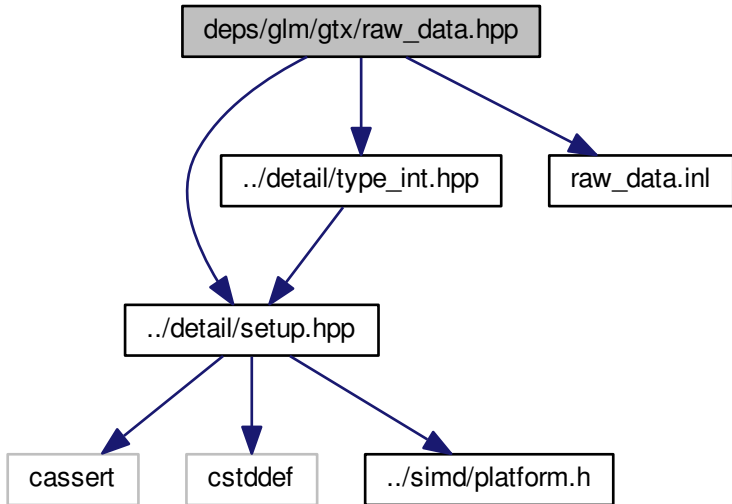 deps/glm/gtx/raw_data.hpp
../detail/type_int.hpp
raw_data.inl
../detail/setup.hpp
cassert
cstddef
../simd/platform.h